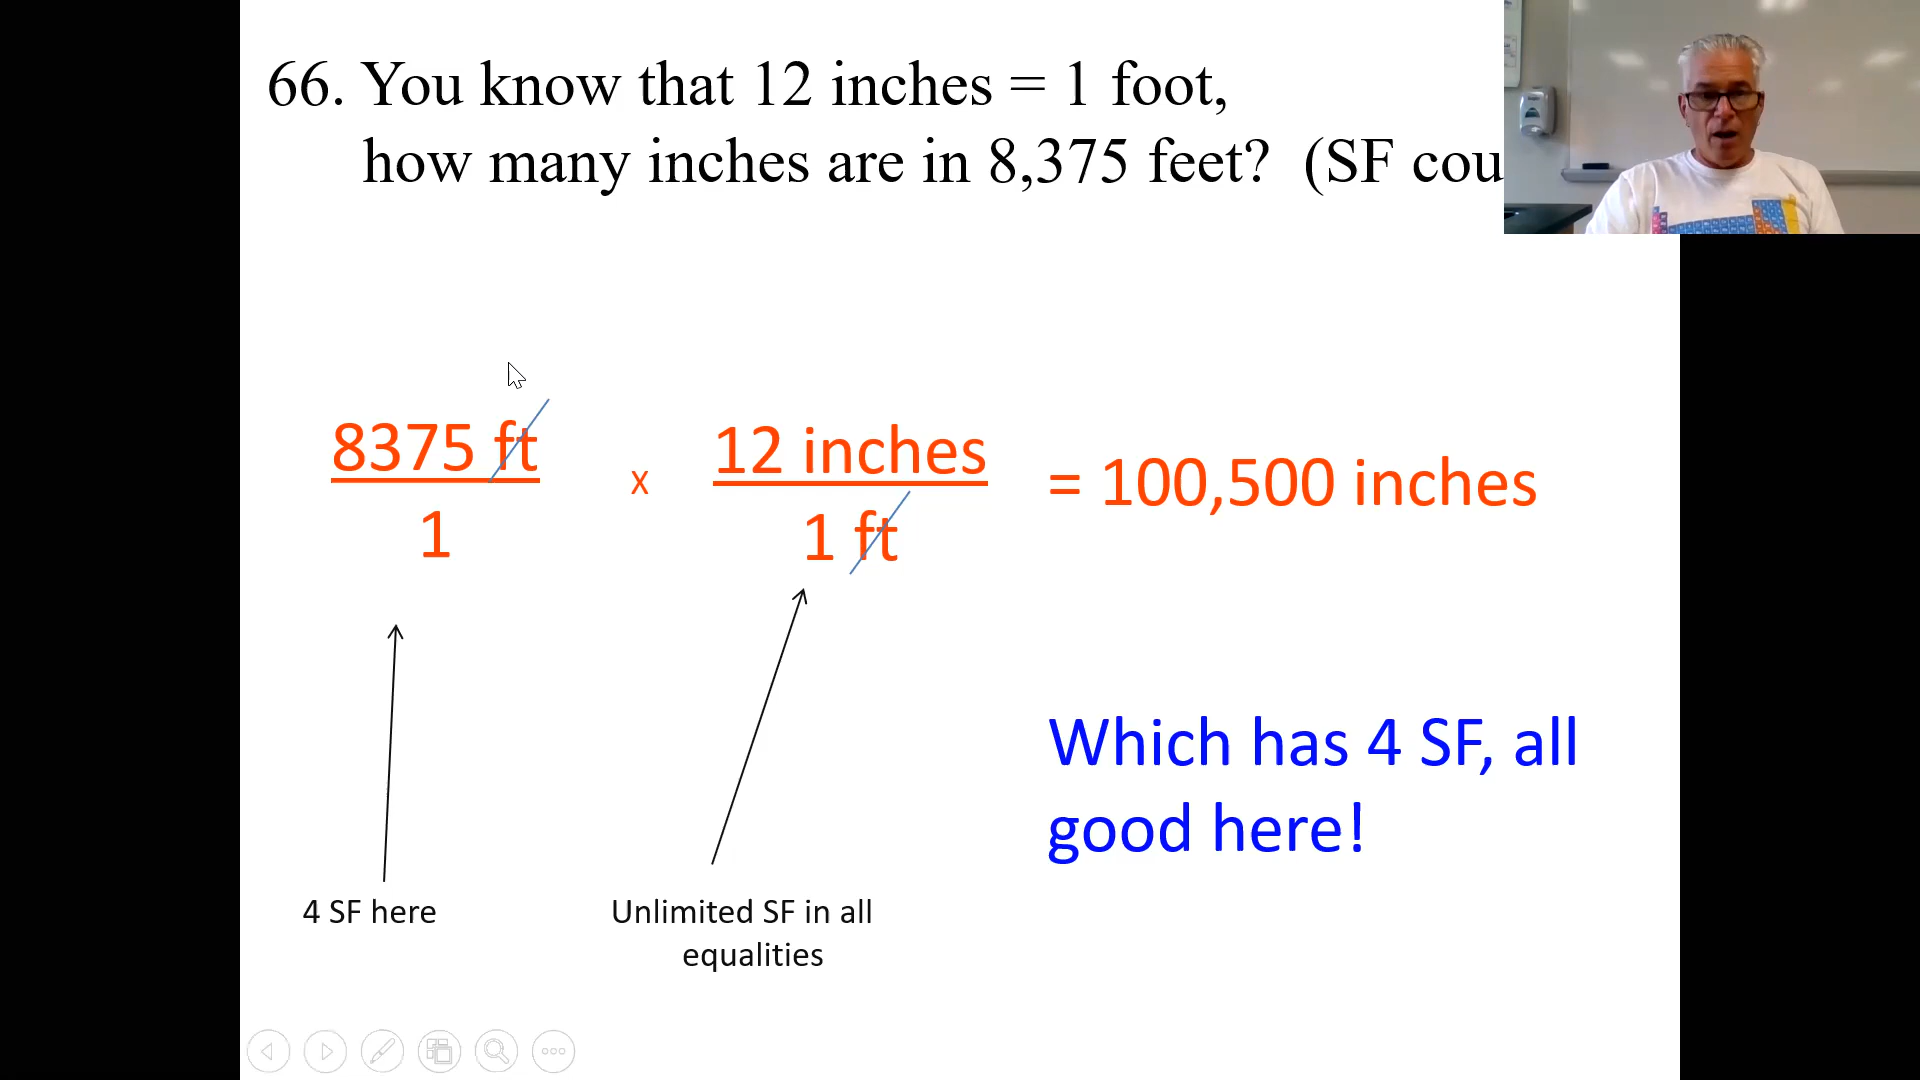 66. You know that 12 inches = 1 foot,
how many inches are in 8,375 feet? (SF cou
8375 ft
1
x
12 inches
1 ft
= 100,500 inches
Which has 4 SF, all
good here!
4 SF here
Unlimited SF in all
equalities